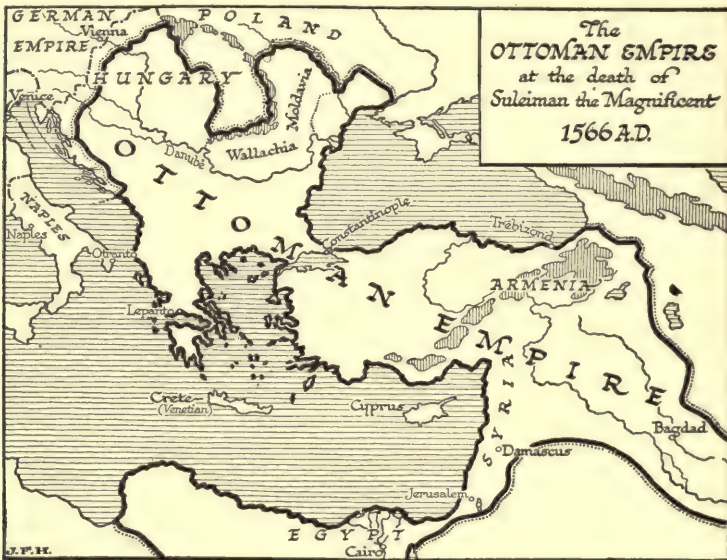 The
OTTOMAN EMPIRE
at the death of
Suleiman the Magnificent
1566 A.D.
GERMAN
EMPIRE
POLAND
Vienna
HUNGARY
Venice
Moldavia
Danube
Wallachia
OTTOMAN EMPIRE
NAPLES
Naples
Otranto
Constantinople
Trebizond
ARMENIA
Lepanto
Crete
(Venetian)
Cyprus
SYRIA
Bagdad
Damascus
Jerusalem
EGYPT
Cairo
J.F.H.